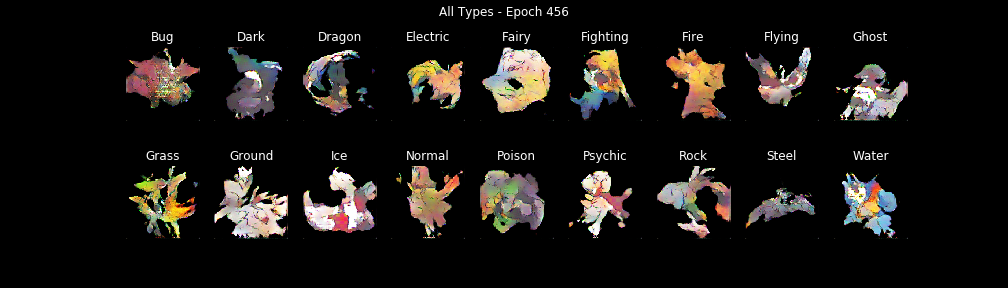 All Types - Epoch 456
Bug Dark Dragon Electric Fairy Fighting Fire Flying Ghost
Grass Ground Ice Normal Poison Psychic Rock Steel Water